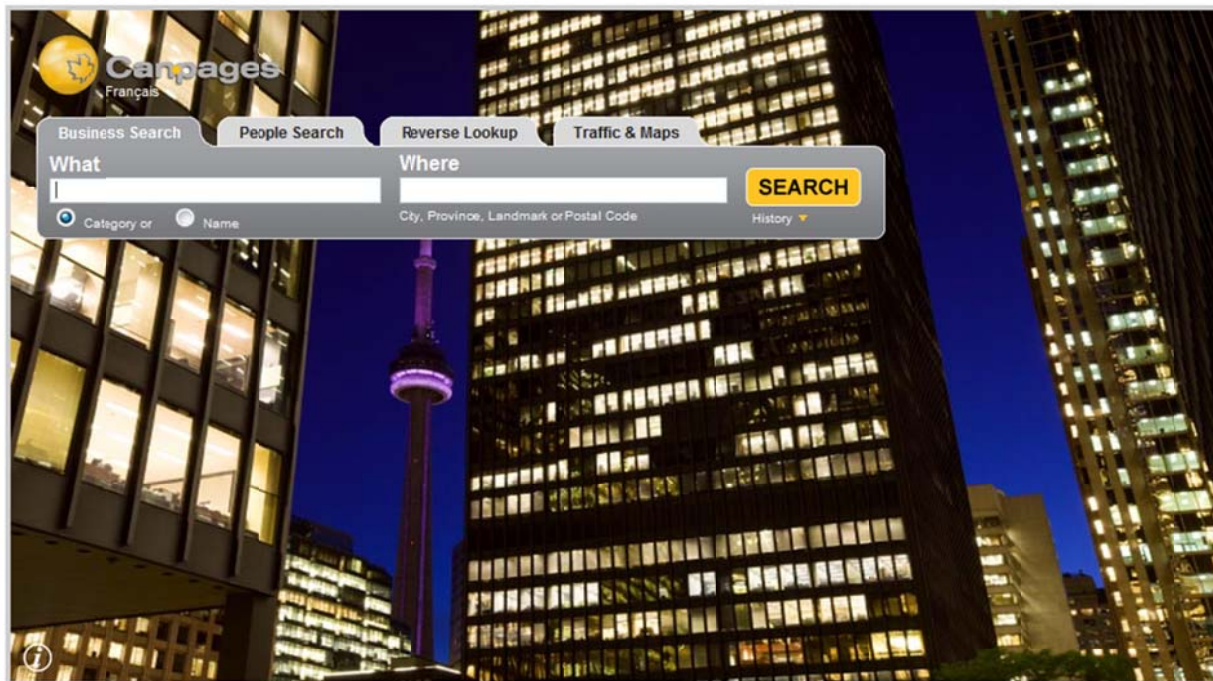 Canpages
Français
Business Search People Search Reverse Lookup Traffic & Maps
What Where
SEARCH
Category or Name City, Province, Landmark or Postal Code History
i